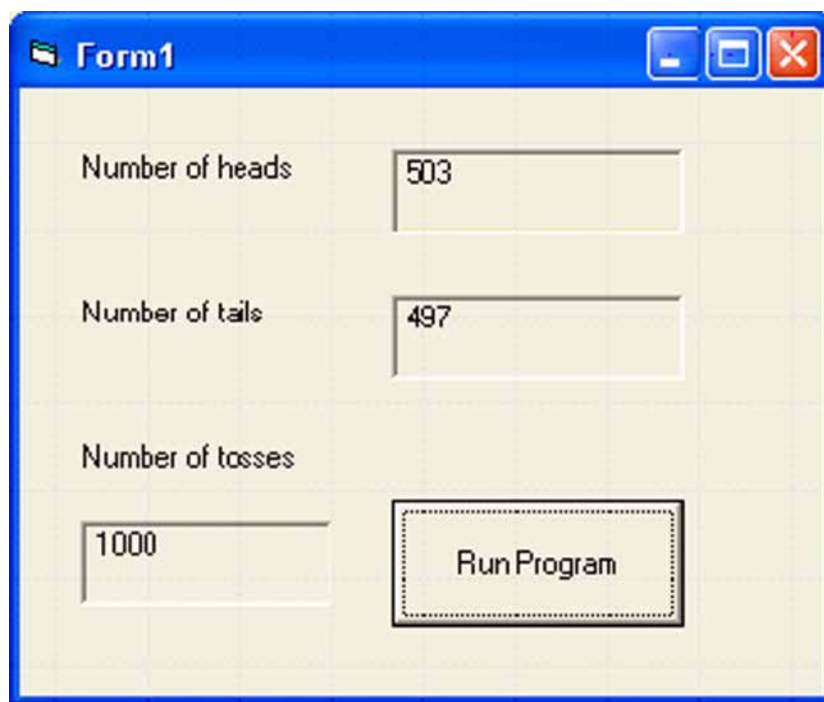 Form1
Number of heads
503
Number of tails
497
Number of tosses
1000
Run Program